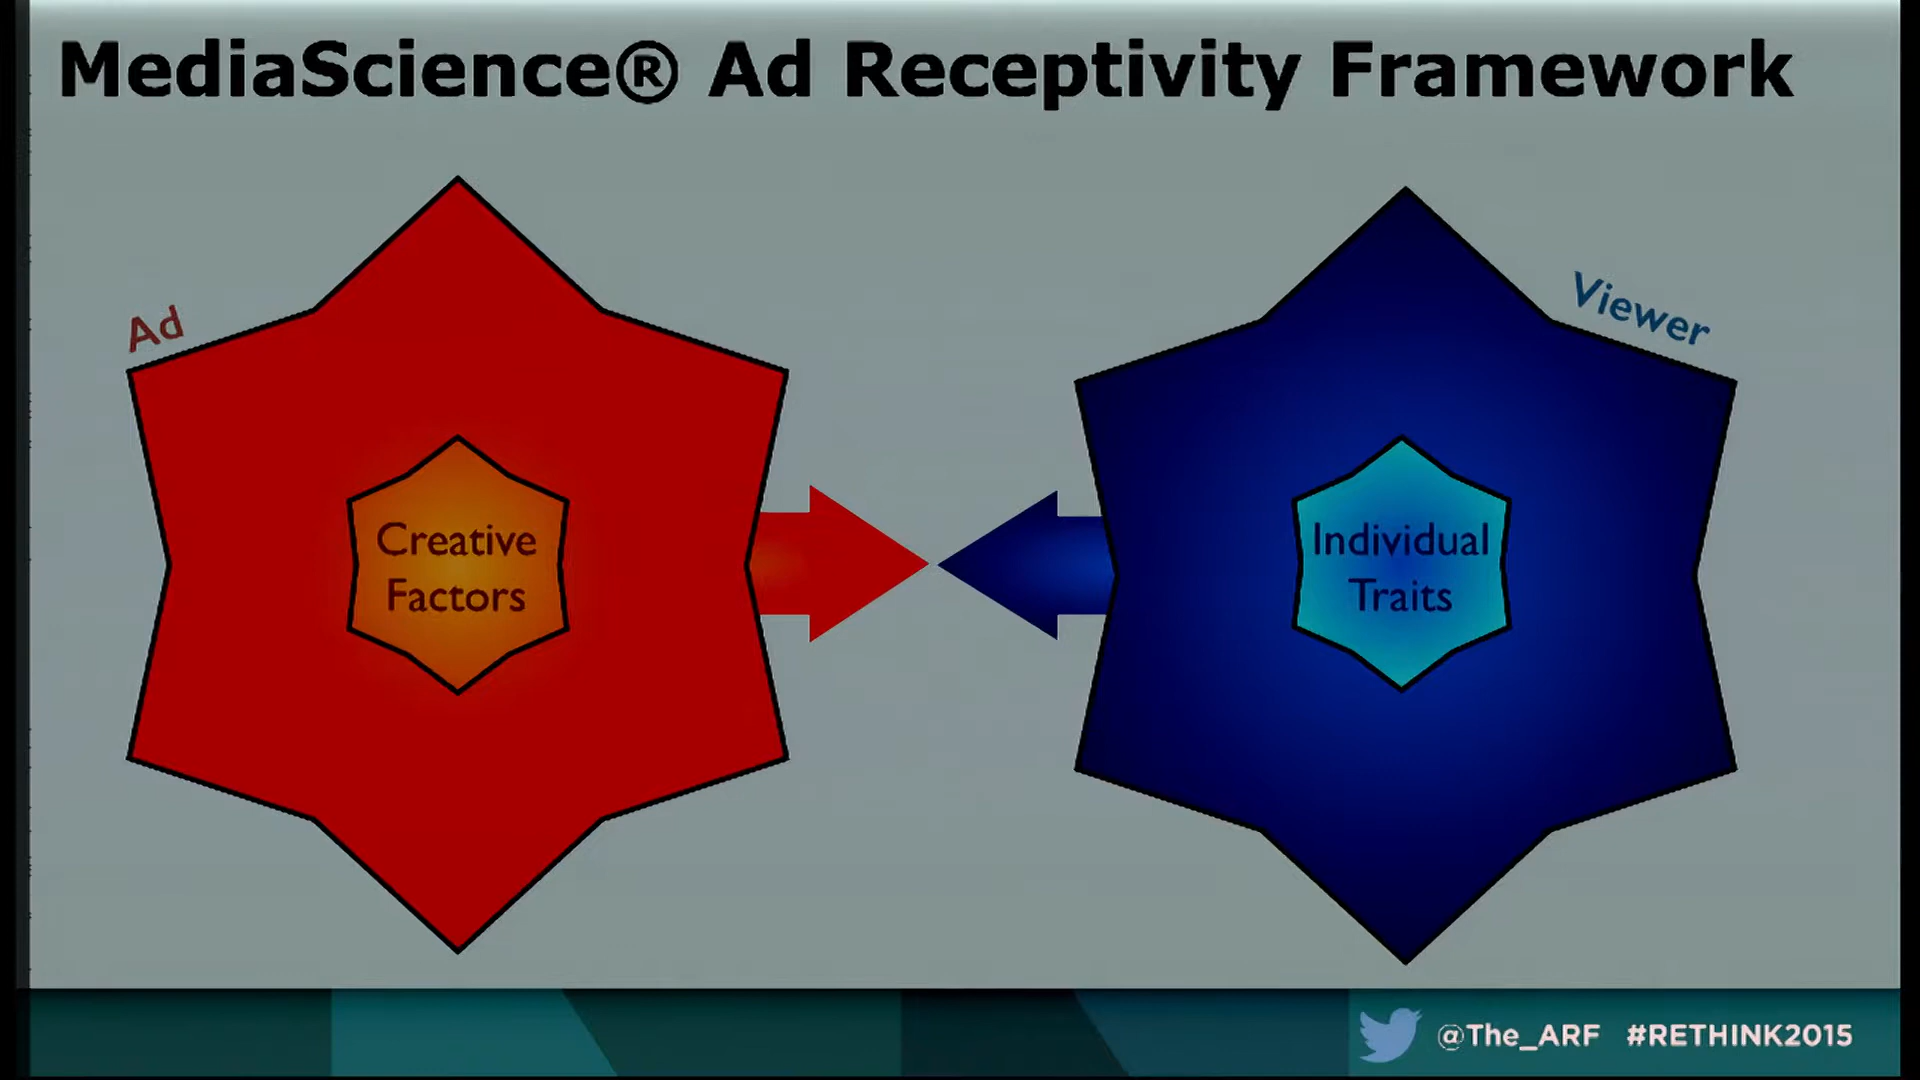 MediaScience® Ad Receptivity Framework
Ad
Viewer
Creative
Factors
Individual
Traits
@The_ARF #RETHINK2015